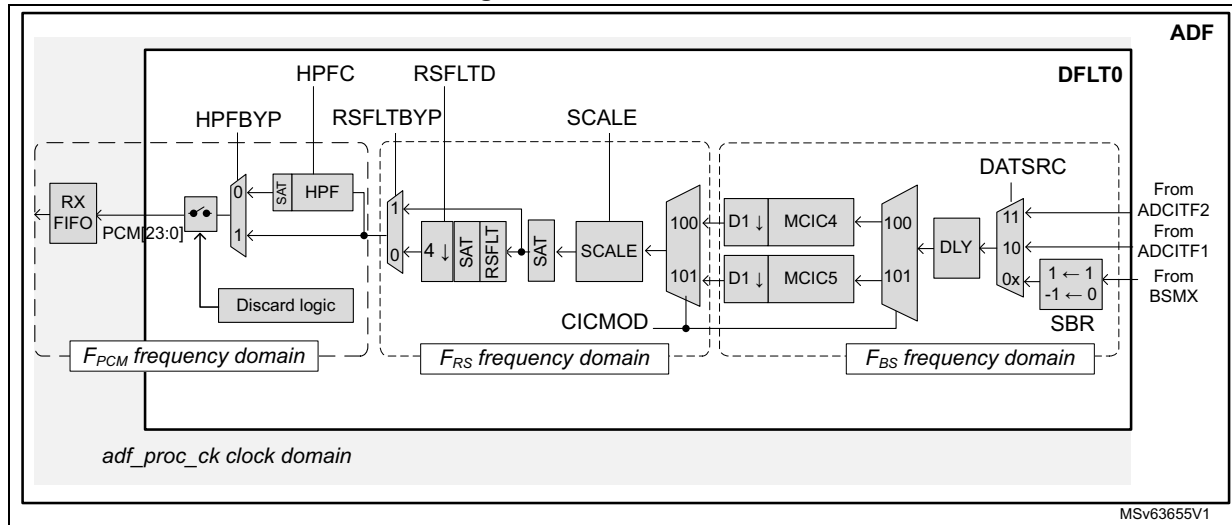 ADF
DFLT0
HPFC
RSFLTD
HPFBYP
RSFLTBYP
SCALE
DATSRC
From
ADCITF2
From
ADCITF1
From
BSMX
RX
FIFO
PCM[23:0]
0
1
SAT
HPF
1
0
4 ↓
SAT
RSFLT
SAT
SCALE
100
101
D1 ↓
MCIC4
D1 ↓
MCIC5
100
101
DLY
11
10
0x
1 ← 1
-1 ← 0
SBR
Discard logic
CICMOD
FPCM frequency domain
FRS frequency domain
FBS frequency domain
adf_proc_ck clock domain
MSv63655V1